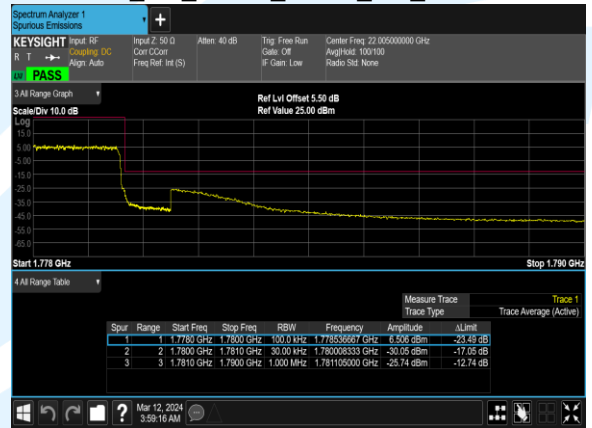 Spectrum Analyzer 1
Spurious Emissions
KEYSIGHT Input: RF Input Z: 50 Ω Atten: 40 dB Trig: Free Run Center Freq: 22.005000000 GHz
R T Coupling: DC Corr CCorr Gate: Off Avg|Hold: 100/100
Align: Auto Freq Ref: Int (S) IF Gain: Low Radio Std: None
PASS
3 All Range Graph
Ref Lvl Offset 5.50 dB
Scale/Div 10.0 dB Ref Value 25.00 dBm
Log
15.0
5.00
-5.00
-15.0
-25.0
-35.0
-45.0
-55.0
-65.0
Start 1.778 GHz Stop 1.790 GHz
4 All Range Table
Measure Trace Trace 1
Trace Type Trace Average (Active)
Spur Range Start Freq Stop Freq RBW Frequency Amplitude ΔLimit
1 1 1.7780 GHz 1.7800 GHz 100.0 kHz 1.778536667 GHz 6.506 dBm -23.49 dB
2 2 1.7800 GHz 1.7810 GHz 30.00 kHz 1.780008333 GHz -30.05 dBm -17.05 dB
3 3 1.7810 GHz 1.7900 GHz 1.000 MHz 1.781105000 GHz -25.74 dBm -12.74 dB
Mar 12, 2024
3:59:16 AM